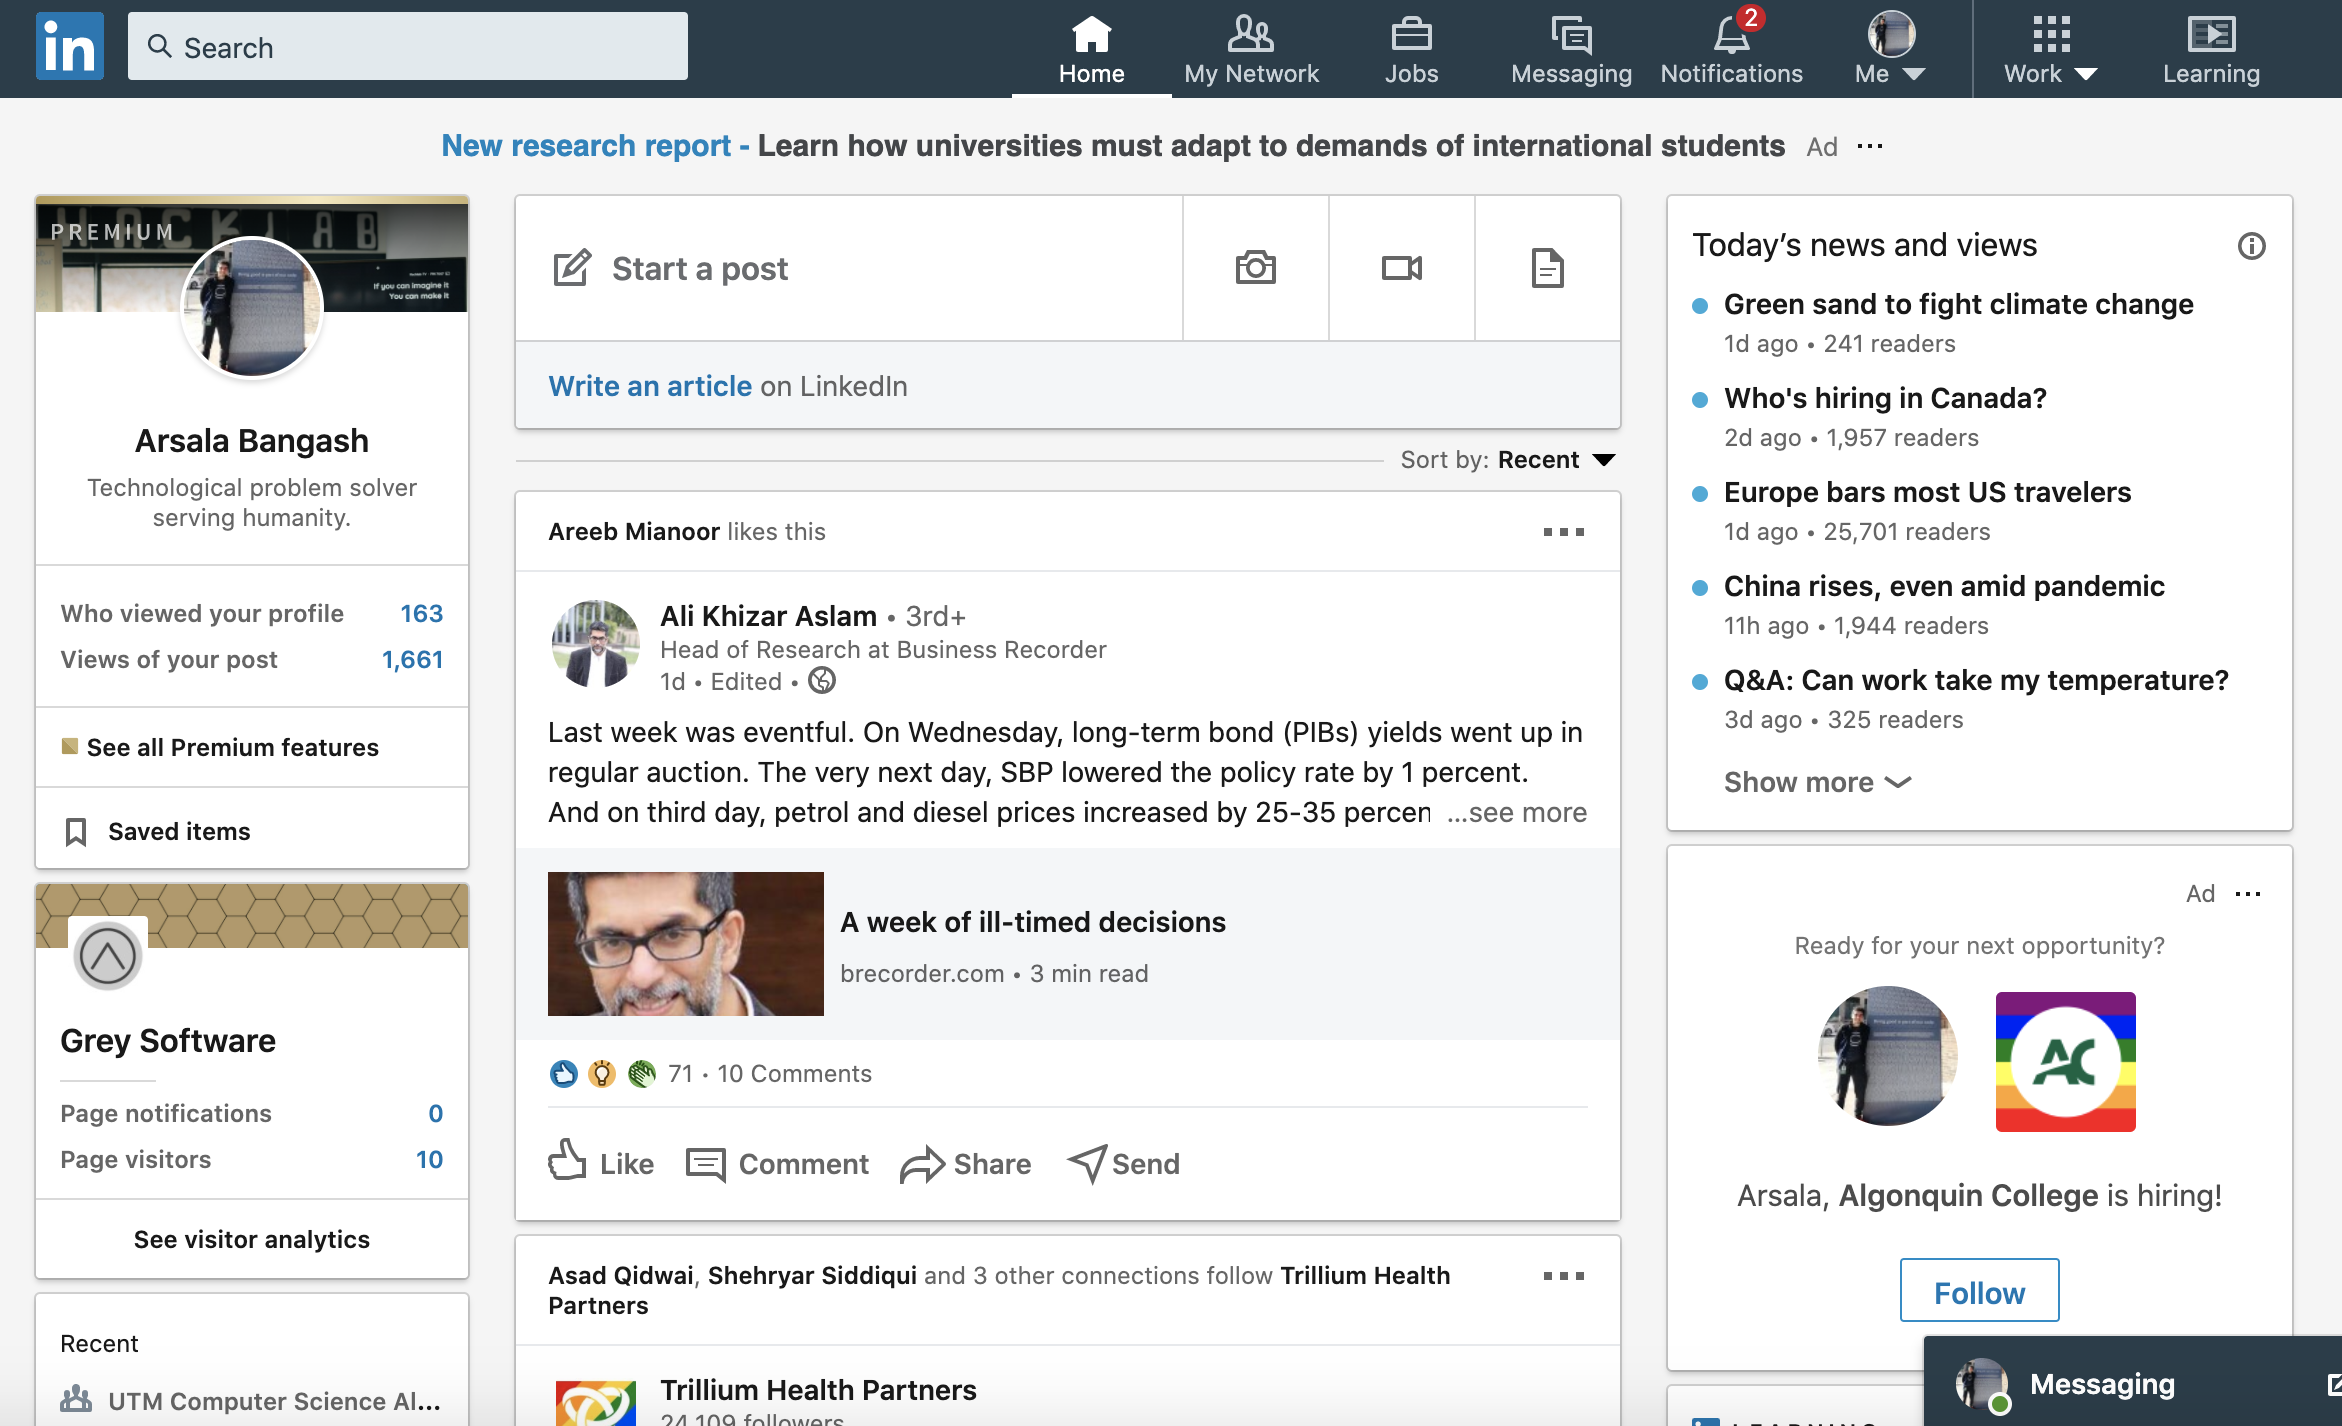 in
Search
Home
My Network
Jobs
Messaging
2
Notifications
Me
Work
Learning
New research report - Learn how universities must adapt to demands of international students Ad ...
PREMIUM
HACKLAB
If you can imagine it
You can make it
Arsala Bangash
Technological problem solver
serving humanity.
Who viewed your profile 163
Views of your post 1,661
See all Premium features
Saved items
Grey Software
Page notifications 0
Page visitors 10
See visitor analytics
Recent
UTM Computer Science Al...
Start a post
Write an article on LinkedIn
Sort by: Recent
Areeb Mianoor likes this
Ali Khizar Aslam • 3rd+
Head of Research at Business Recorder
1d • Edited •
Last week was eventful. On Wednesday, long-term bond (PIBs) yields went up in
regular auction. The very next day, SBP lowered the policy rate by 1 percent.
And on third day, petrol and diesel prices increased by 25-35 percen ...see more
A week of ill-timed decisions
brecorder.com • 3 min read
71 • 10 Comments
Like
Comment
Share
Send
Asad Qidwai, Shehryar Siddiqui and 3 other connections follow Trillium Health
Partners
Trillium Health Partners
24,109 followers
Today’s news and views
Green sand to fight climate change
1d ago • 241 readers
Who's hiring in Canada?
2d ago • 1,957 readers
Europe bars most US travelers
1d ago • 25,701 readers
China rises, even amid pandemic
11h ago • 1,944 readers
Q&A: Can work take my temperature?
3d ago • 325 readers
Show more
Ad ...
Ready for your next opportunity?
AC
Arsala, Algonquin College is hiring!
Follow
Messaging
LEARNING